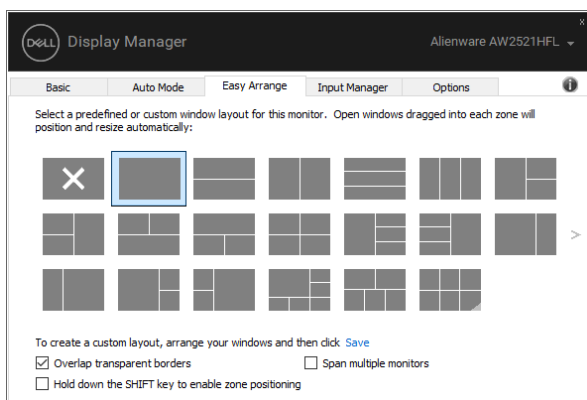 DELL Display Manager
Alienware AW2521HFL
Basic
Auto Mode
Easy Arrange
Input Manager
Options
Select a predefined or custom window layout for this monitor. Open windows dragged into each zone will
position and resize automatically:
To create a custom layout, arrange your windows and then click Save
Overlap transparent borders
Span multiple monitors
Hold down the SHIFT key to enable zone positioning